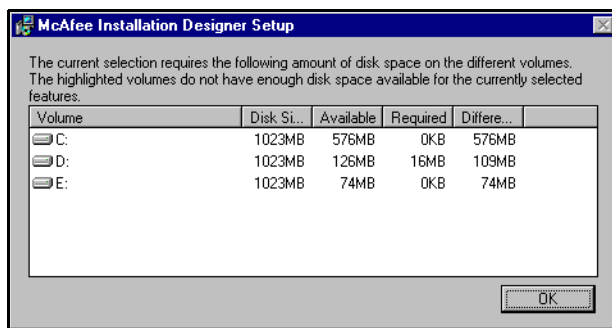 McAfee Installation Designer Setup
The current selection requires the following amount of disk space on the different volumes.
The highlighted volumes do not have enough disk space available for the currently selected
features.
Volume Disk Si... Available Required Differe...
C: 1023MB 576MB 0KB 576MB
D: 1023MB 126MB 16MB 109MB
E: 1023MB 74MB 0KB 74MB
OK